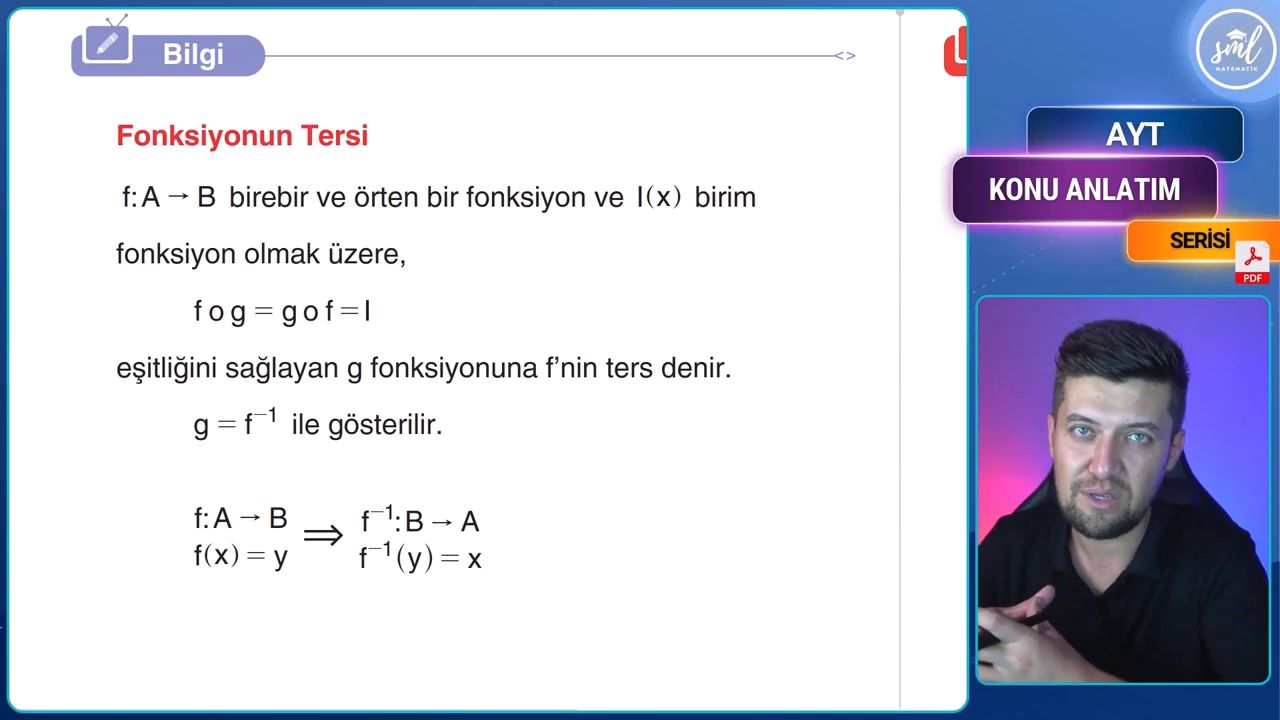 Bilgi
<>
Fonksiyonun Tersi
f: A → B birebir ve örten bir fonksiyon ve I(x) birim
fonksiyon olmak üzere,
f o g = g o f = I
eşitliğini sağlayan g fonksiyonuna f’nin ters denir.
g = f⁻¹ ile gösterilir.
f: A → B ⇒ f⁻¹: B → A
f(x) = y f⁻¹(y) = x
sml
MATEMATİK
AYT
KONU ANLATIM
SERİSİ
PDF